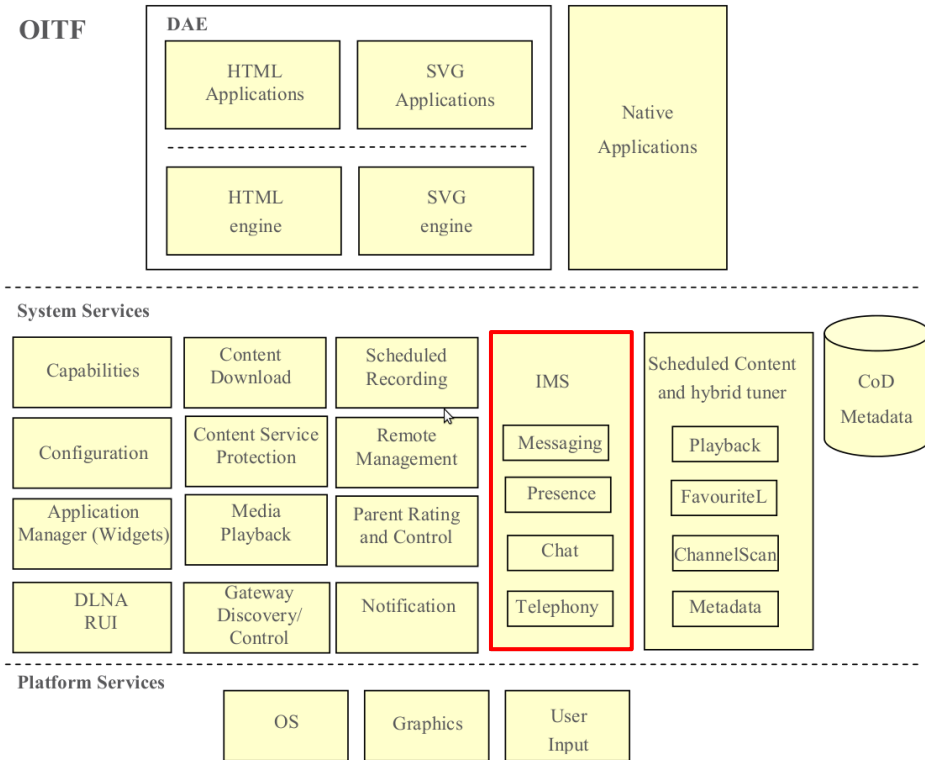 OITF
DAE
HTML
Applications
SVG
Applications
HTML
engine
SVG
engine
Native
Applications
System Services
Capabilities
Content
Download
Scheduled
Recording
IMS
Scheduled Content
and hybrid tuner
CoD
Metadata
Configuration
Content Service
Protection
Remote
Management
Messaging
Playback
Application
Manager (Widgets)
Media
Playback
Parent Rating
and Control
Presence
FavouriteL
Chat
ChannelScan
DLNA
RUI
Gateway
Discovery/
Control
Notification
Telephony
Metadata
Platform Services
OS
Graphics
User
Input